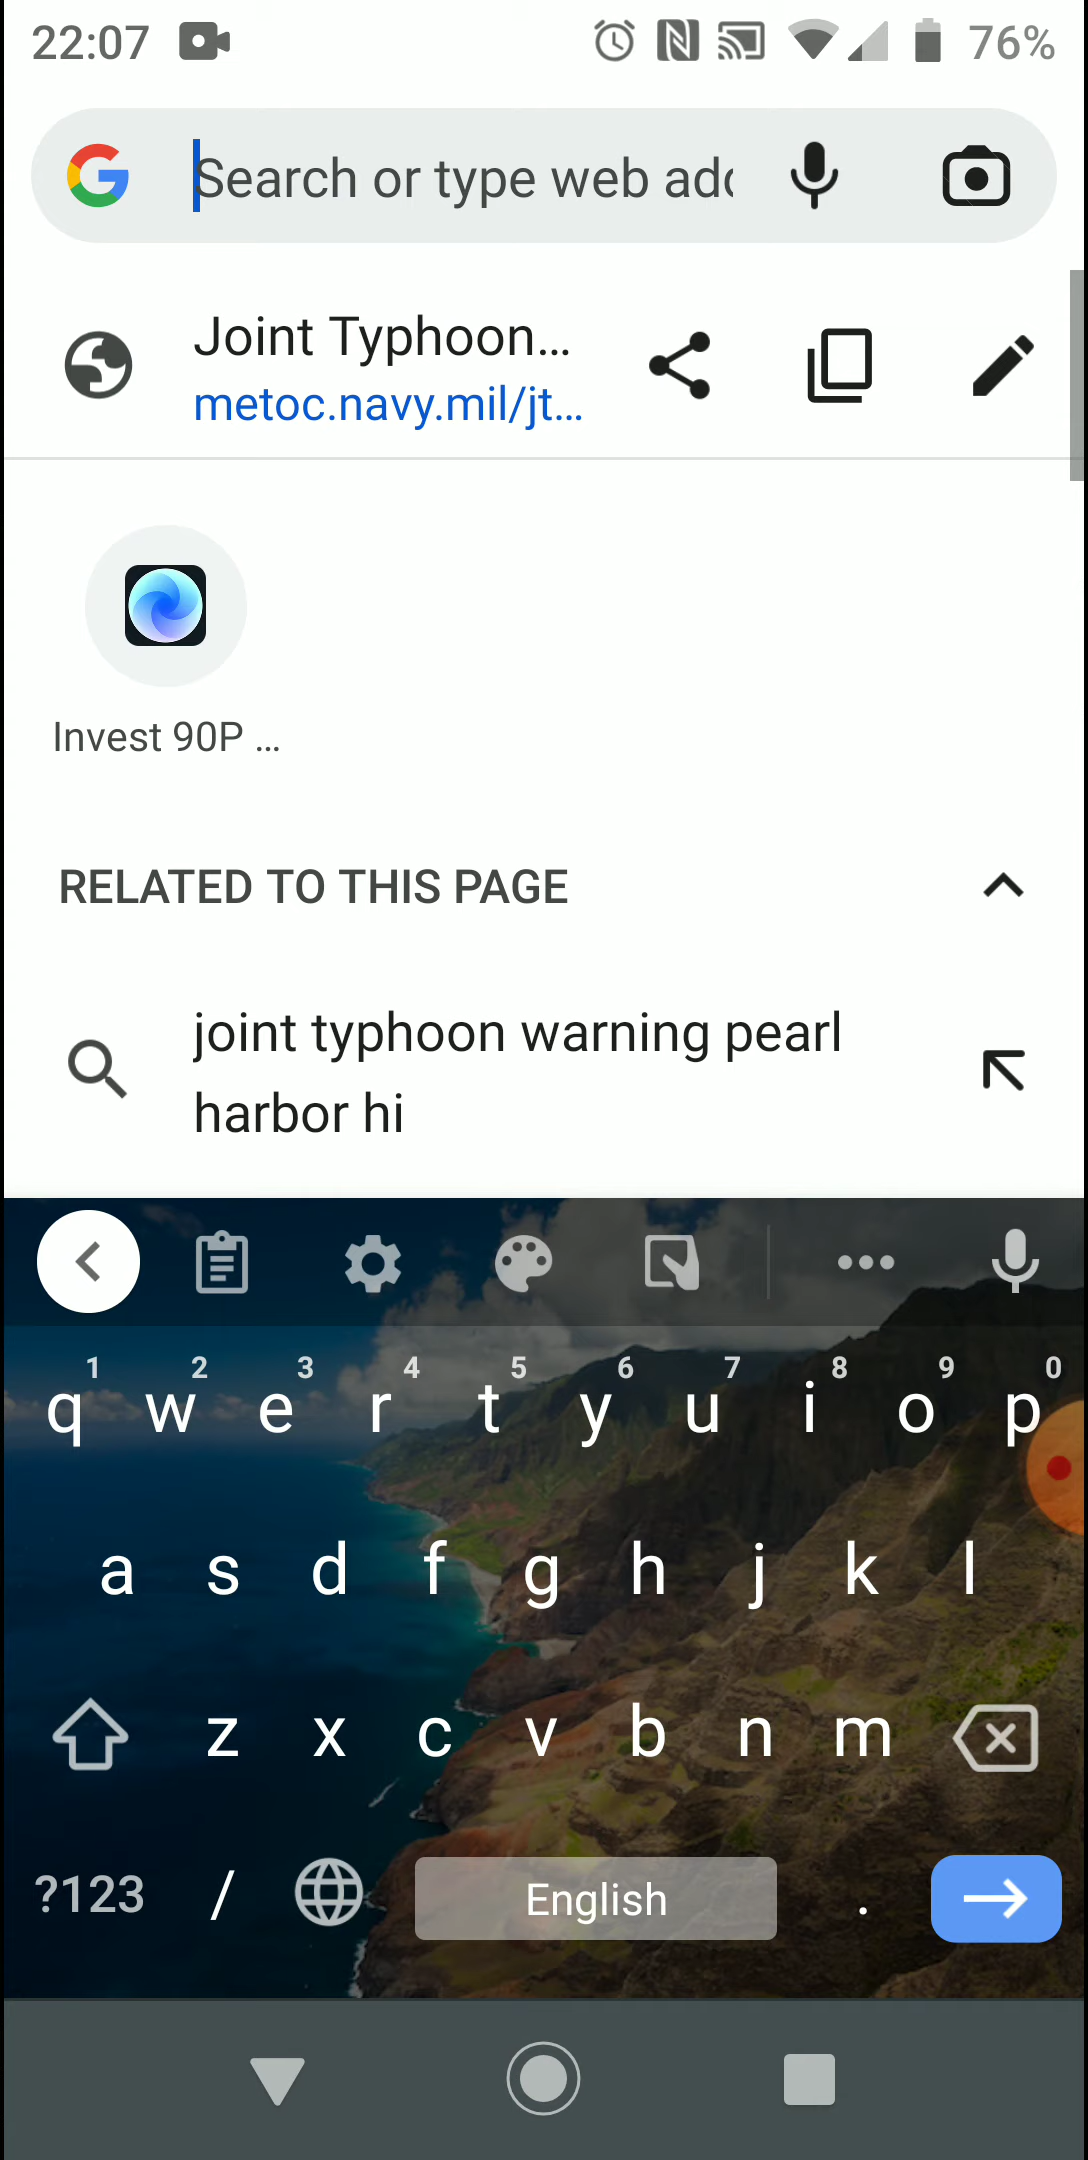 22:07 76%
Search or type web add
Joint Typhoon...
metoc.navy.mil/jt...
Invest 90P ...
RELATED TO THIS PAGE
joint typhoon warning pearl
harbor hi
1 2 3 4 5 6 7 8 9 0
q w e r t y u i o p
a s d f g h j k l
z x c v b n m
?123 / English .